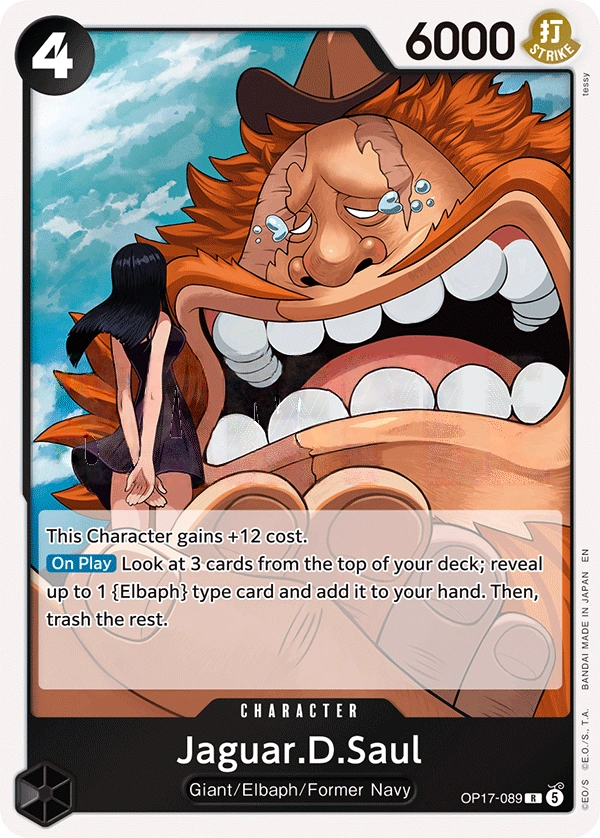 4
6000
打
STRIKE
tessy
This Character gains +12 cost.
On Play Look at 3 cards from the top of your deck; reveal
up to 1 {Elbaph} type card and add it to your hand. Then,
trash the rest.
CHARACTER
Jaguar.D.Saul
Giant/Elbaph/Former Navy
OP17-089 R 5
©E.O/S ©E.O./S., T.A. BANDAI MADE IN JAPAN EN